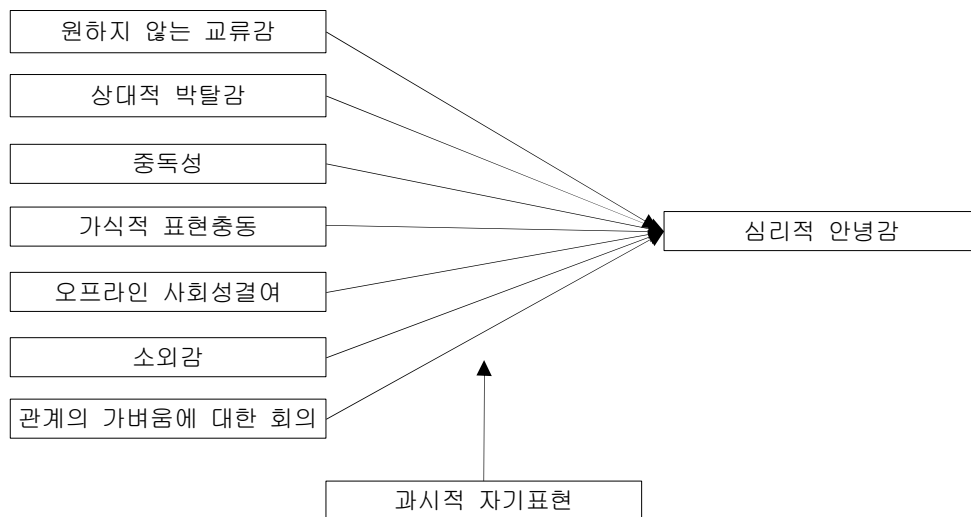 원하지 않는 교류감
상대적 박탈감
중독성
가식적 표현충동
심리적 안녕감
오프라인 사회성결여
소외감
관계의 가벼움에 대한 회의
과시적 자기표현